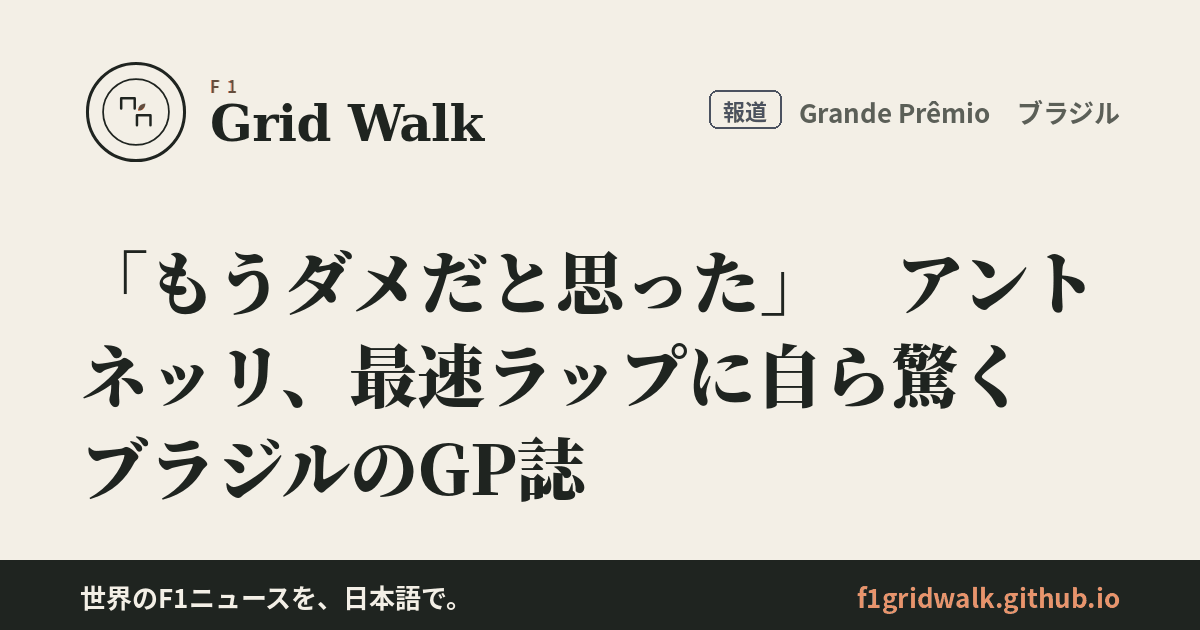 F1
Grid Walk
報道 Grande Prêmio ブラジル
「もうダメだと思った」　アント
ネッリ、最速ラップに自ら驚く
ブラジルのGP誌
世界のF1ニュースを、日本語で。
f1gridwalk.github.io